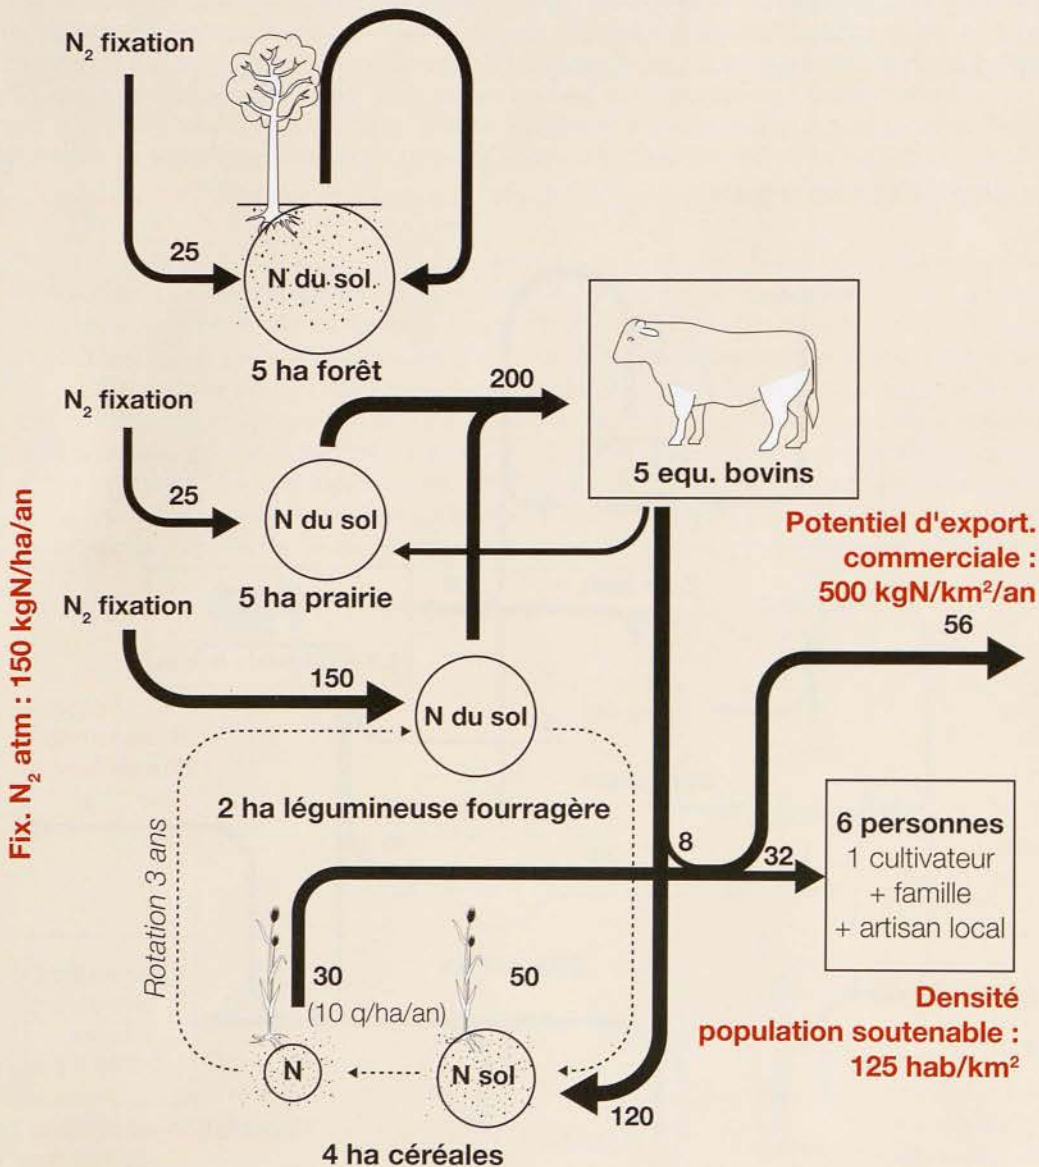 N₂ fixation
25
N du sol
5 ha forêt
N₂ fixation
25
N du sol
5 ha prairie
200
5 equ. bovins
Fix. N₂ atm : 150 kgN/ha/an
N₂ fixation
150
N du sol
2 ha légumineuse fourragère
Rotation 3 ans
Potentiel d'export.
commerciale :
500 kgN/km²/an
56
8
32
6 personnes
1 cultivateur
+ famille
+ artisan local
30
(10 q/ha/an)
50
N
N sol
120
4 ha céréales
Densité
population soutenable :
125 hab/km²